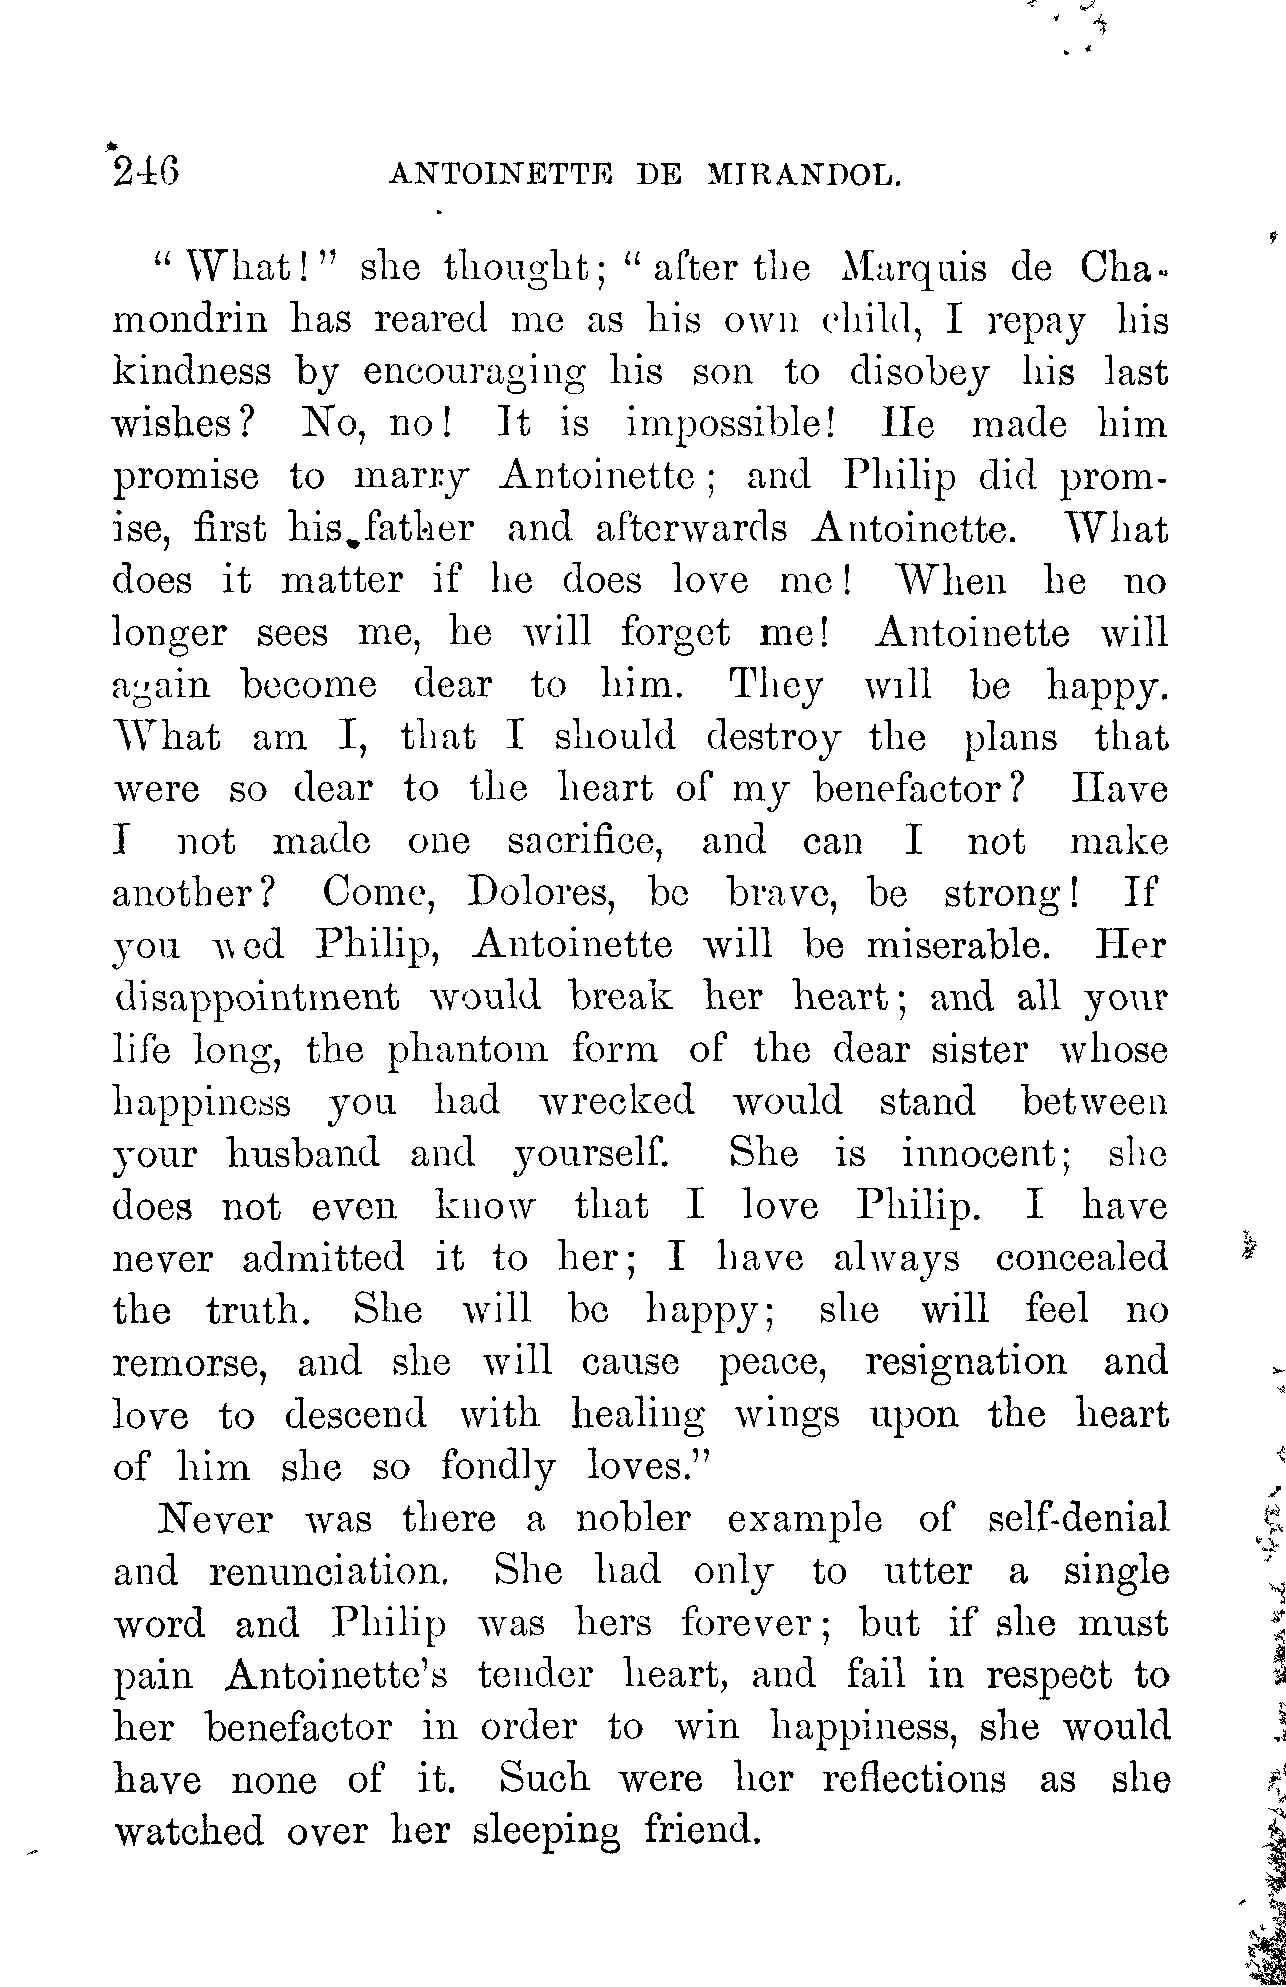 246 ANTOINETTE DE MIRANDOL.
" What!" she thought; " after the Marquis de Cha-
mondrin has reared me as his own child, I repay his
kindness by encouraging his son to disobey his last
wishes? No, no! It is impossible! He made him
promise to marry Antoinette; and Philip did prom-
ise, first his father and afterwards Antoinette. What
does it matter if he does love me! When he no
longer sees me, he will forget me! Antoinette will
again become dear to him. They will be happy.
What am I, that I should destroy the plans that
were so dear to the heart of my benefactor? Have
I not made one sacrifice, and can I not make
another? Come, Dolores, be brave, be strong! If
you wed Philip, Antoinette will be miserable. Her
disappointment would break her heart; and all your
life long, the phantom form of the dear sister whose
happiness you had wrecked would stand between
your husband and yourself. She is innocent; she
does not even know that I love Philip. I have
never admitted it to her; I have always concealed
the truth. She will be happy; she will feel no
remorse, and she will cause peace, resignation and
love to descend with healing wings upon the heart
of him she so fondly loves."
Never was there a nobler example of self-denial
and renunciation. She had only to utter a single
word and Philip was hers forever; but if she must
pain Antoinette's tender heart, and fail in respect to
her benefactor in order to win happiness, she would
have none of it. Such were her reflections as she
watched over her sleeping friend.